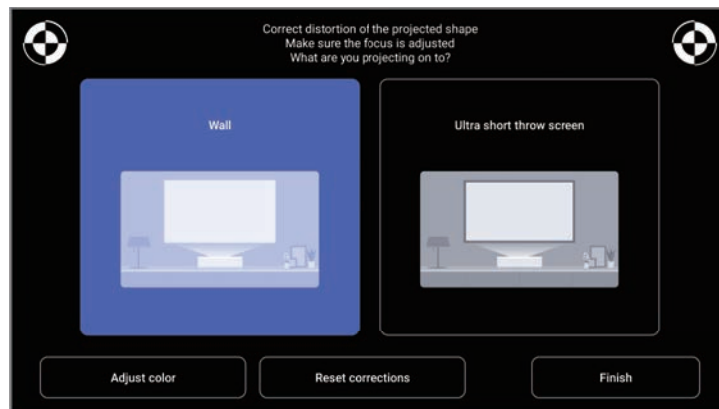 Correct distortion of the projected shape
Make sure the focus is adjusted
What are you projecting on to?
Wall
Ultra short throw screen
Adjust color
Reset corrections
Finish